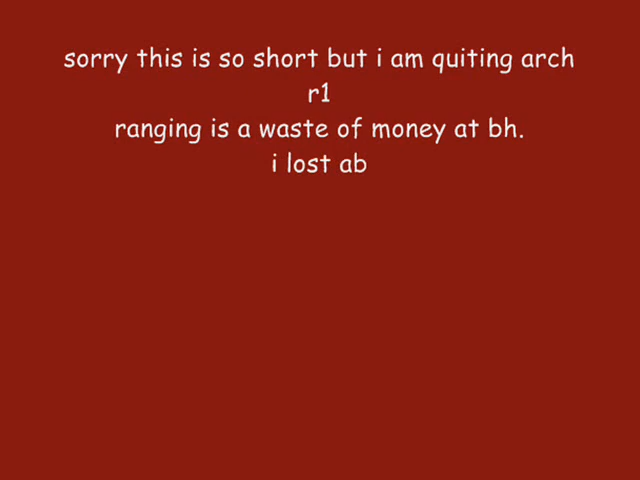 sorry this is so short but i am quiting arch
r1
ranging is a waste of money at bh.
i lost ab